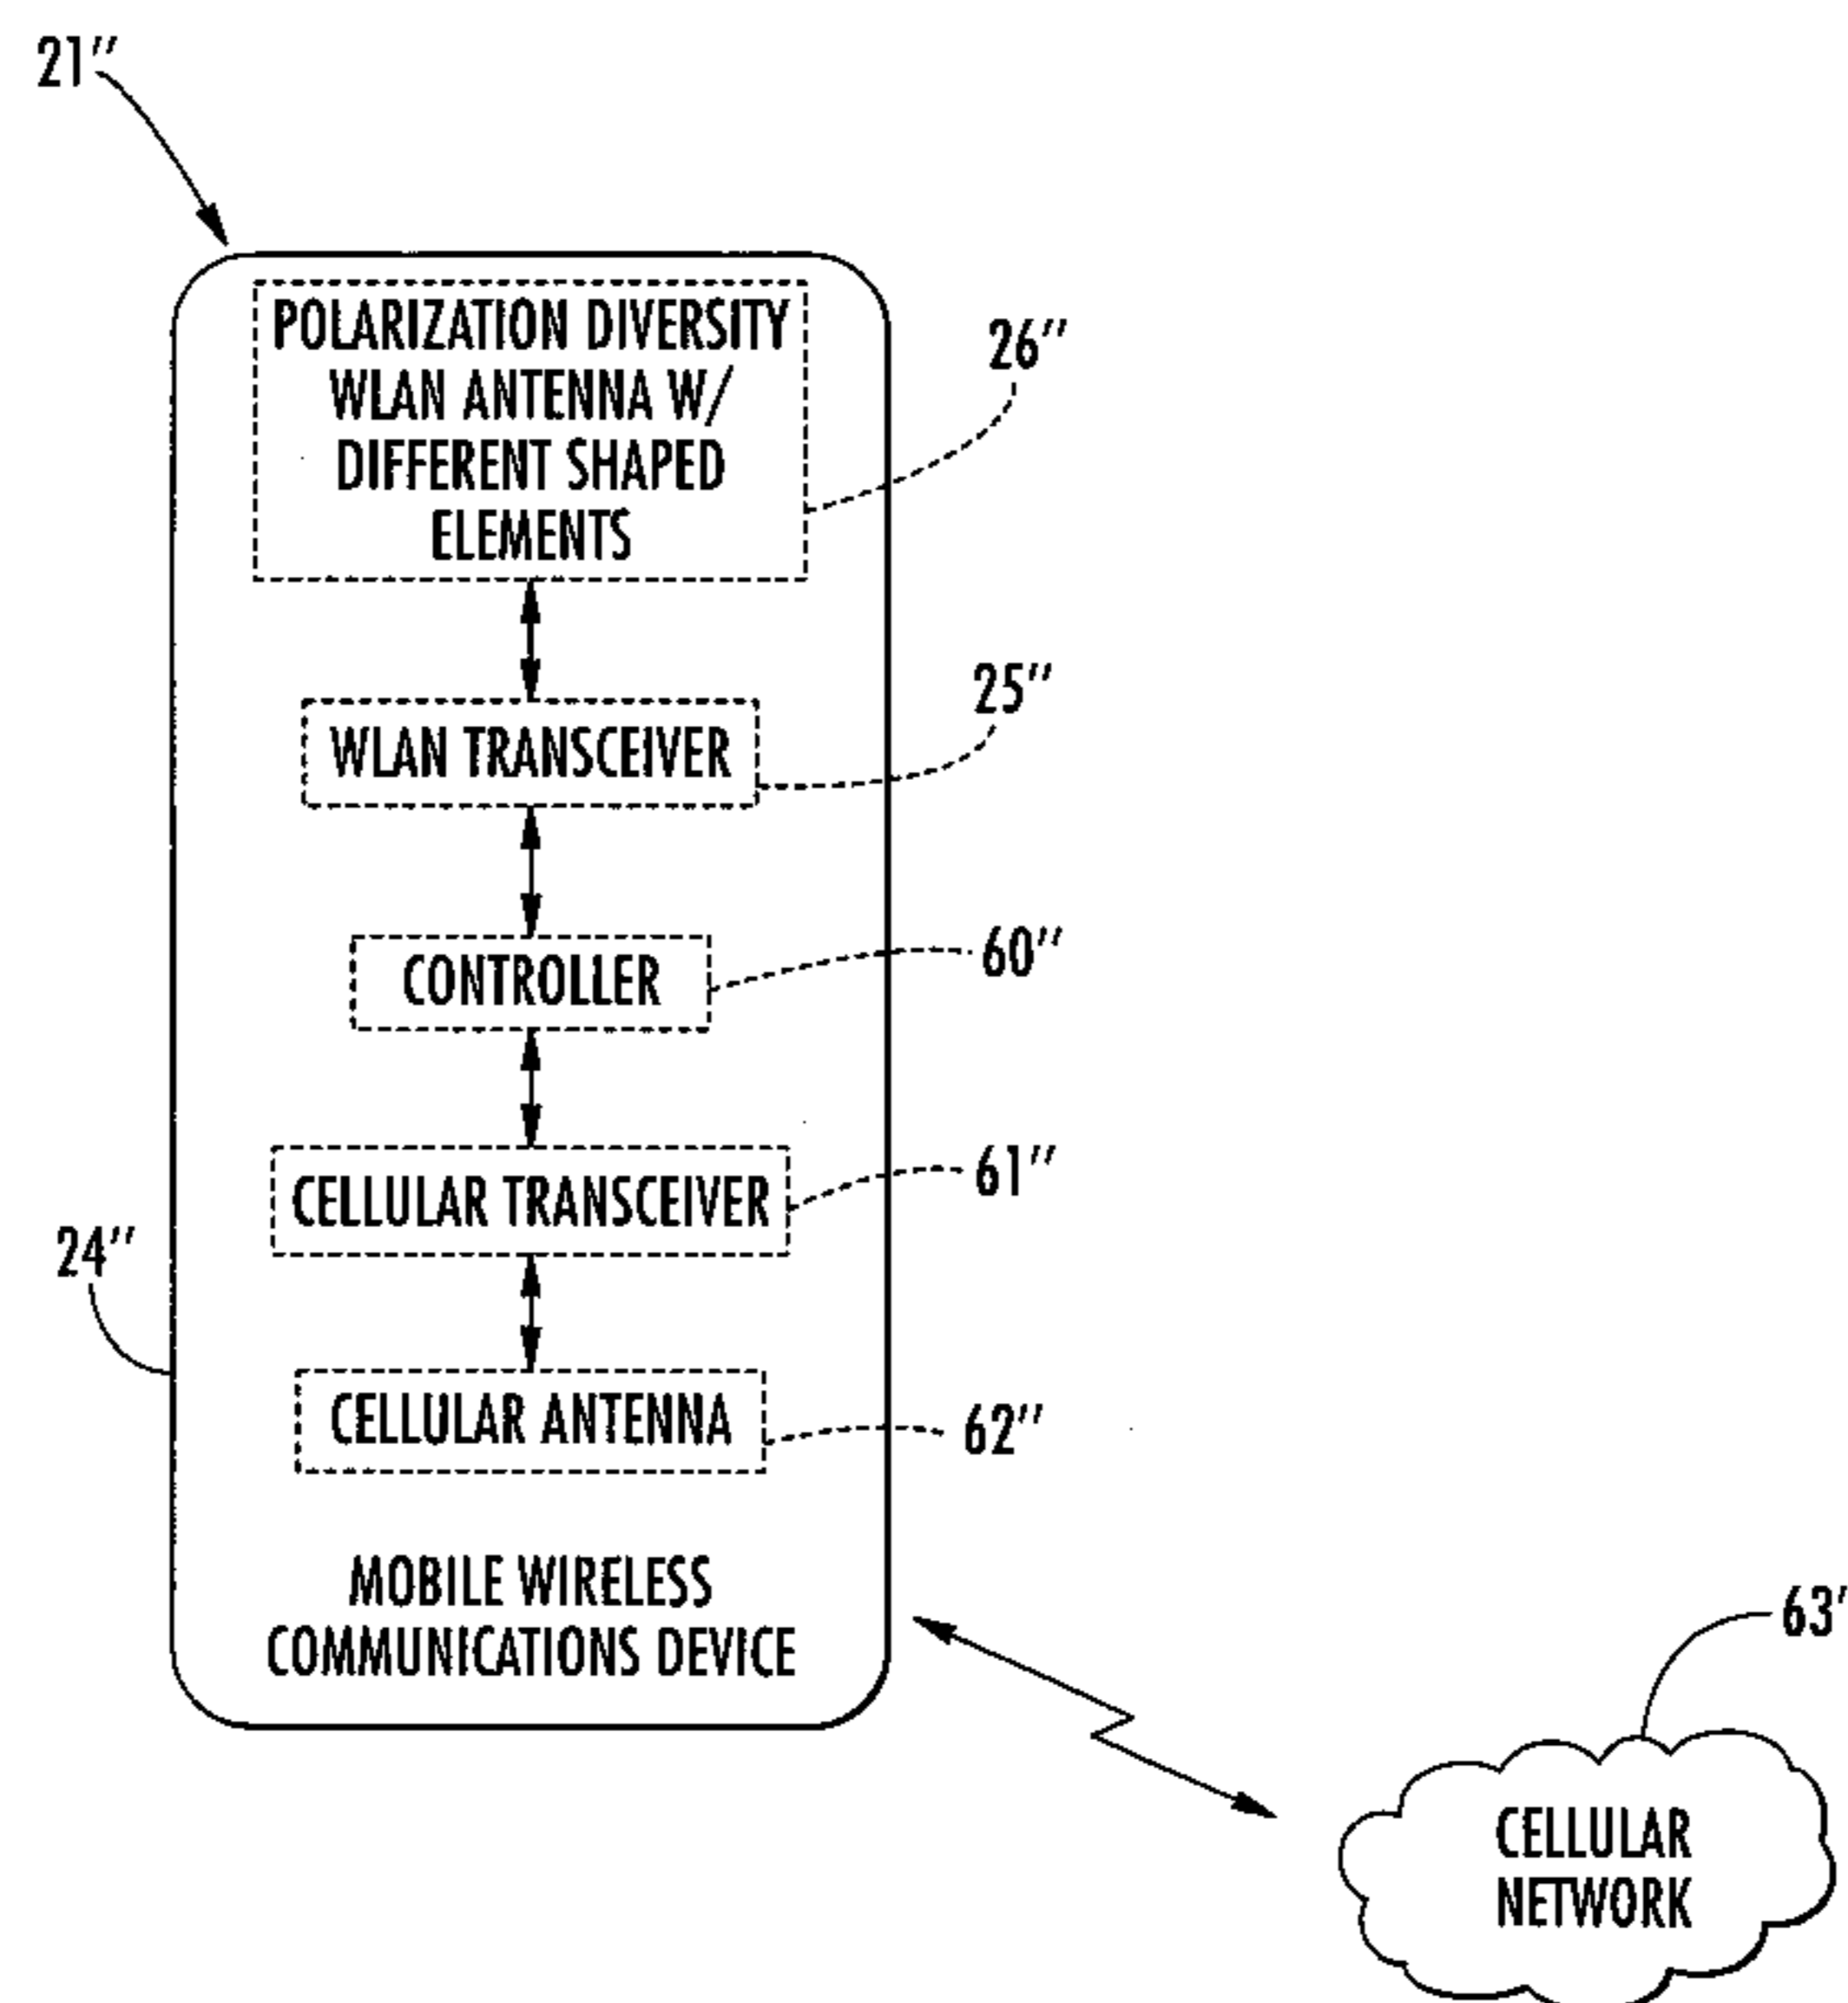 21″
POLARIZATION DIVERSITY
WLAN ANTENNA W/
DIFFERENT SHAPED
ELEMENTS
26″
25″
WLAN TRANSCEIVER
CONTROLLER
60″
CELLULAR TRANSCEIVER
61″
24″
CELLULAR ANTENNA
62″
MOBILE WIRELESS
COMMUNICATIONS DEVICE
63′
CELLULAR
NETWORK